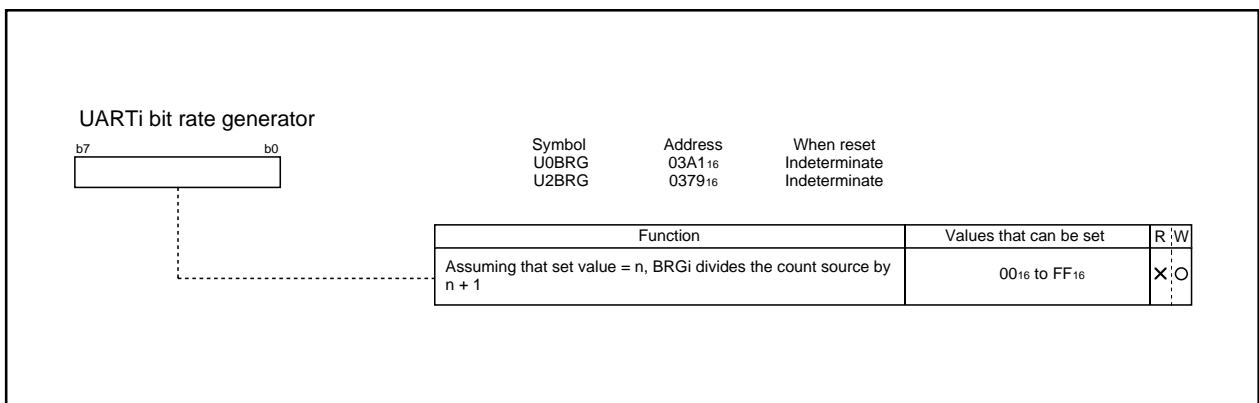 UARTi bit rate generator
b7 b0
Symbol Address When reset
U0BRG 03A116 Indeterminate
U2BRG 037916 Indeterminate
Function Values that can be set R W
Assuming that set value = n, BRGi divides the count source by
n + 1
0016 to FF16 X O